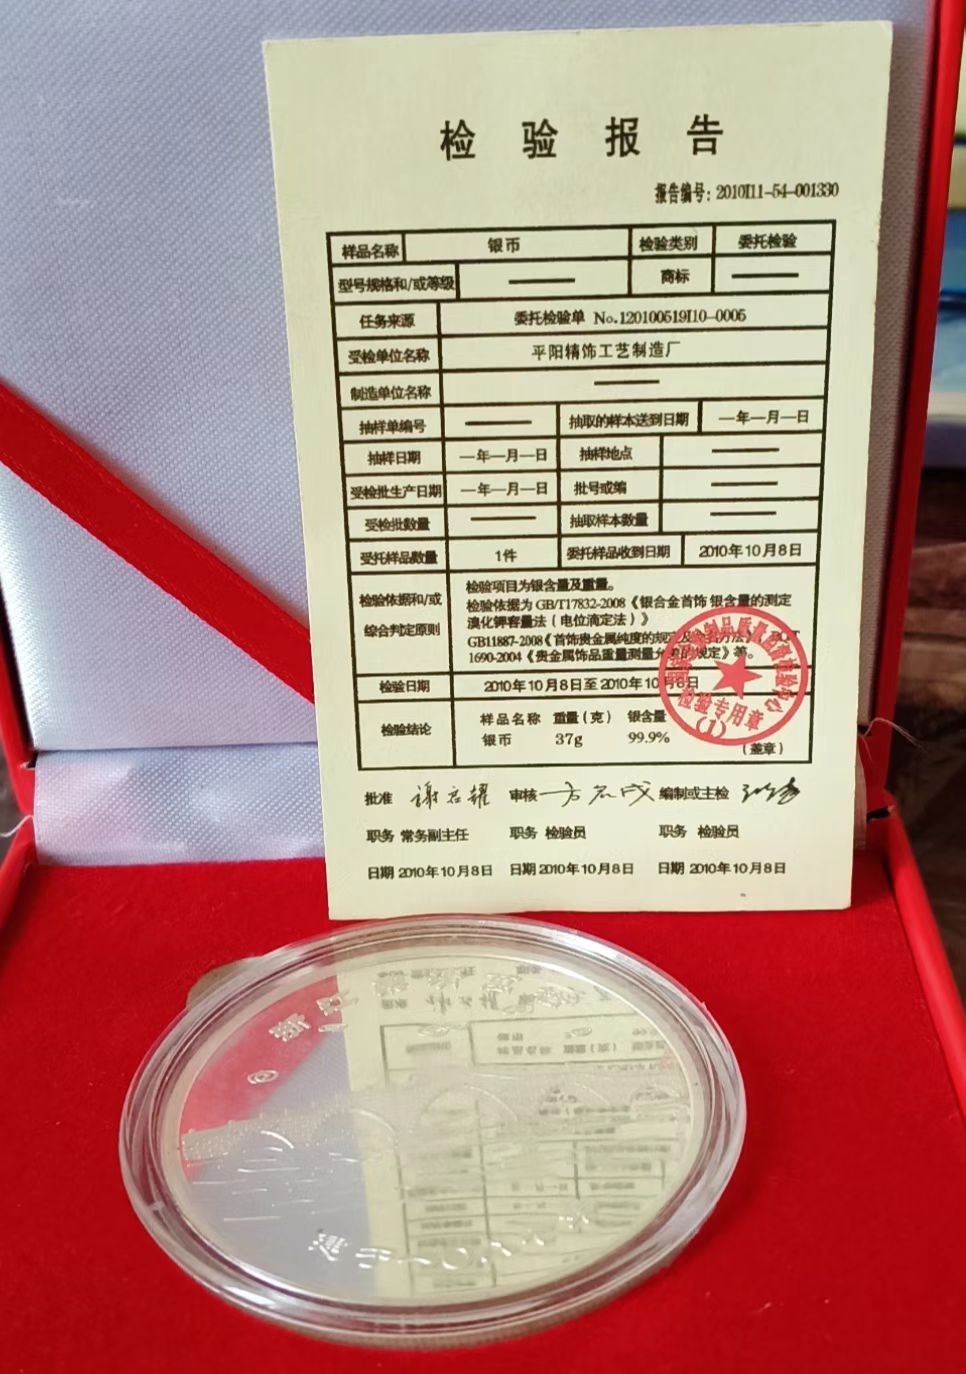 检验报告
报告编号: 2010I11-54-001330
样品名称 银币 检验类别 委托检验
型号规格和/或等级 —— 商标 ——
任务来源 委托检验单 No.120100519I10-0005
受检单位名称 平阳精饰工艺制造厂
制造单位名称 ——
抽样单编号 —— 抽取的样本送到日期 —年—月—日
抽样日期 —年—月—日 抽样地点 ——
受检批生产日期 —年—月—日 批号或编 ——
受检批数量 —— 抽取样本数量 ——
受托样品数量 1件 委托样品收到日期 2010年10月8日
检验依据和/或
综合判定原则
检验项目为银含量及重量。
检验依据为 GB/T17832-2008《银合金首饰 银含量的测定
溴化钾容量法（电位滴定法）》
GB11887-2008《首饰贵金属纯度的规定及
1690-2004《贵金属饰品重量测量允差的规定》等。
检验日期 2010年10月8日至2010年10月8日
检验结论
样品名称 重量（克） 银含量
银币 37g 99.9%
检验专用章
(1)
（盖章）
批准 审核 编制或主检
职务 常务副主任 职务 检验员 职务 检验员
日期 2010年10月8日 日期 2010年10月8日 日期 2010年10月8日